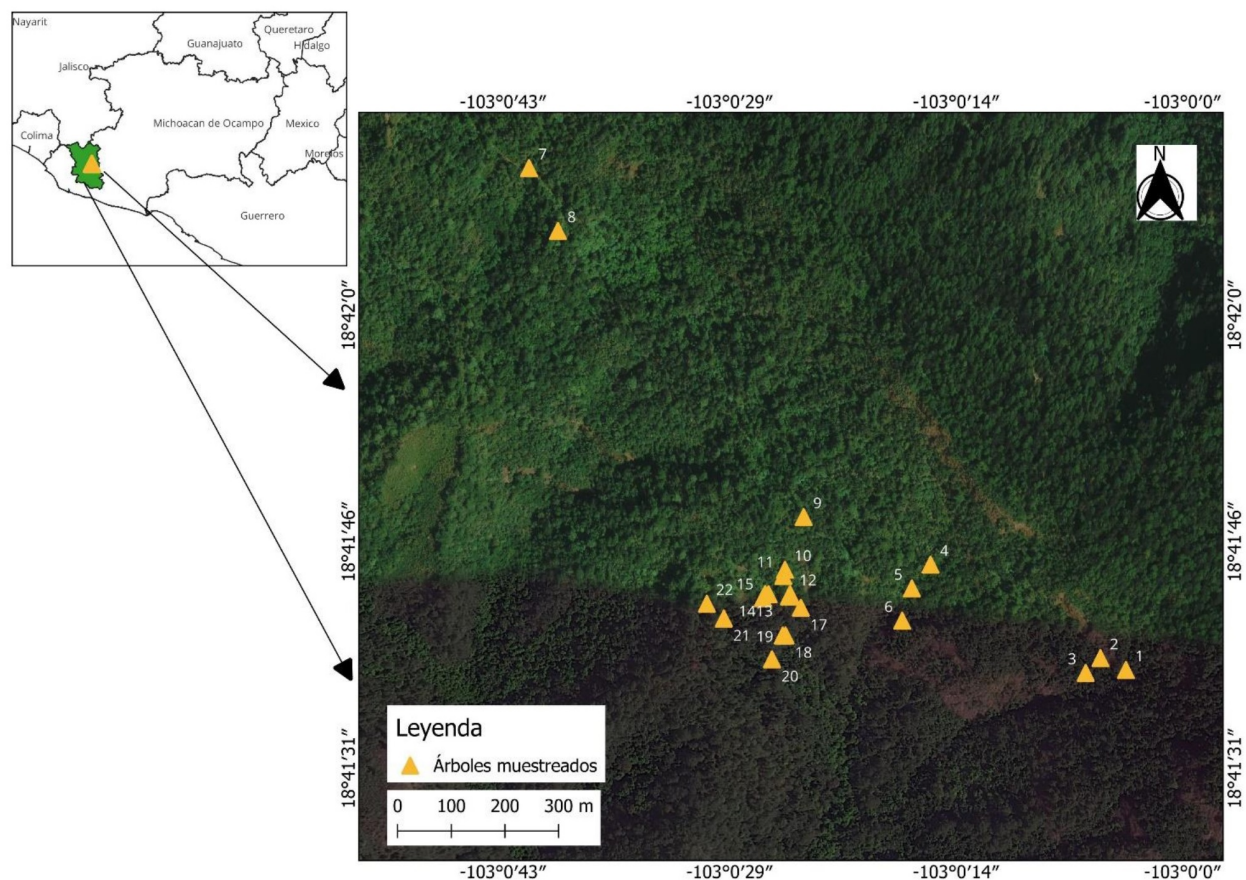 Nayarit
Queretaro
Guanajuato
Hidalgo
Jalisco
Michoacan de Ocampo
Mexico
Colima
Morelos
Guerrero
-103°0′43″ -103°0′29″ -103°0′14″ -103°0′0″
N
7
8
18°42′0″ 18°42′0″
9
18°41′46″ 18°41′46″
4
10
11
5
15 12
22
14 13
6
17
21
19
18
20
2
3 1
18°41′31″ 18°41′31″
Leyenda
Árboles muestreados
0 100 200 300 m
-103°0′43″ -103°0′29″ -103°0′14″ -103°0′0″